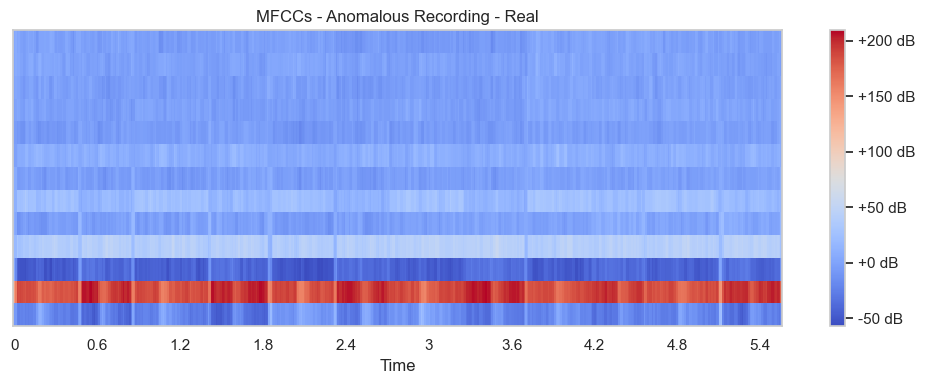 MFCCs - Anomalous Recording - Real
+200 dB
+150 dB
+100 dB
+50 dB
+0 dB
-50 dB
0 0.6 1.2 1.8 2.4 3 3.6 4.2 4.8 5.4
Time